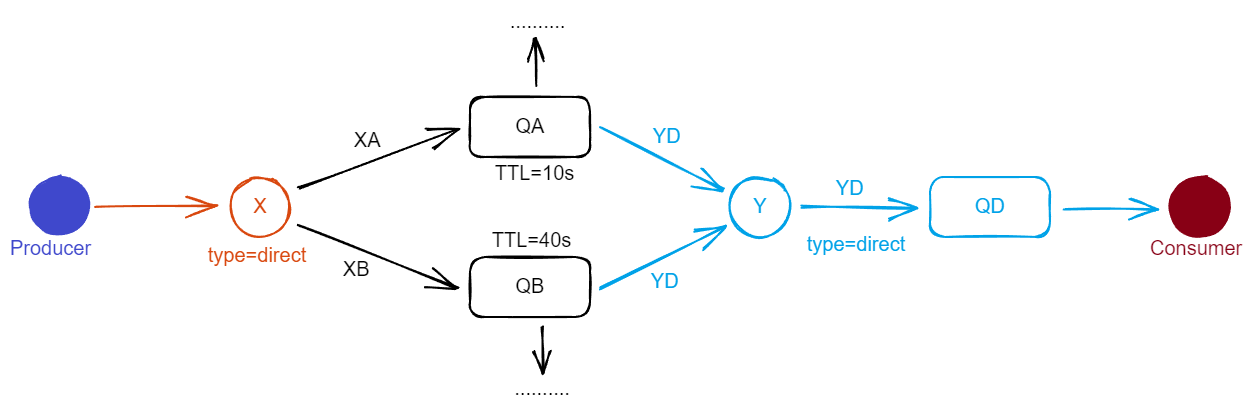 ..........
QA
XA
YD
TTL=10s
Producer
X
type=direct
Y
YD
type=direct
QD
Consumer
TTL=40s
XB
QB
YD
..........